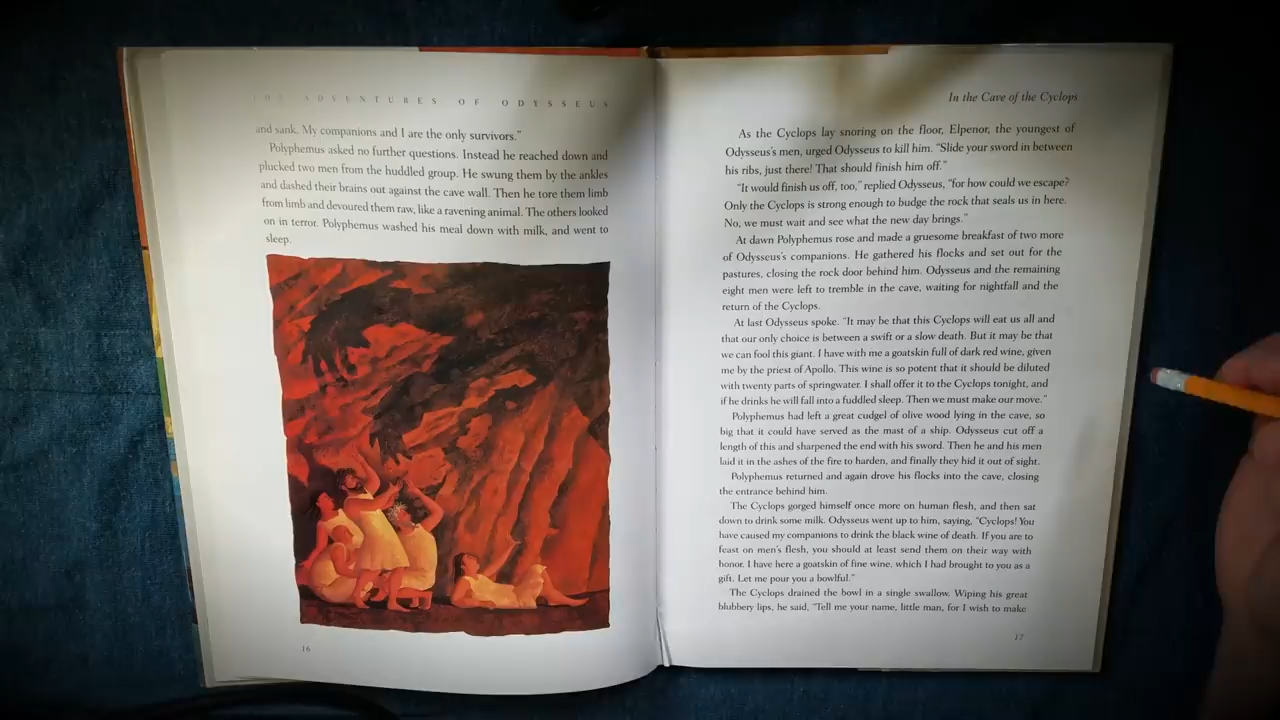 THE ADVENTURES OF ODYSSEUS
and sank. My companions and I are the only survivors.”
Polyphemus asked no further questions. Instead he reached down and
plucked two men from the huddled group. He swung them by the ankles
and dashed their brains out against the cave wall. Then he tore them limb
from limb and devoured them raw, like a ravening animal. The others looked
on in terror. Polyphemus washed his meal down with milk, and went to
sleep.
16
In the Cave of the Cyclops
As the Cyclops lay snoring on the floor, Elpenor, the youngest of
Odysseus’s men, urged Odysseus to kill him. “Slide your sword in between
his ribs, just there! That should finish him off.”
“It would finish us off, too,” replied Odysseus, “for how could we escape?
Only the Cyclops is strong enough to budge the rock that seals us in here.
No, we must wait and see what the new day brings.”
At dawn Polyphemus rose and made a gruesome breakfast of two more
of Odysseus’s companions. He gathered his flocks and set out for the
pastures, closing the rock door behind him. Odysseus and the remaining
eight men were left to tremble in the cave, waiting for nightfall and the
return of the Cyclops.
At last Odysseus spoke. “It may be that this Cyclops will eat us all and
that our only choice is between a swift or a slow death. But it may be that
we can fool this giant. I have with me a goatskin full of dark red wine, given
me by the priest of Apollo. This wine is so potent that it should be diluted
with twenty parts of springwater. I shall offer it to the Cyclops tonight, and
if he drinks he will fall into a fuddled sleep. Then we must make our move.”
Polyphemus had left a great cudgel of olive wood lying in the cave, so
big that it could have served as the mast of a ship. Odysseus cut off a
length of this and sharpened the end with his sword. Then he and his men
laid it in the ashes of the fire to harden, and finally they hid it out of sight.
Polyphemus returned and again drove his flocks into the cave, closing
the entrance behind him.
The Cyclops gorged himself once more on human flesh, and then sat
down to drink some milk. Odysseus went up to him, saying, “Cyclops! You
have caused my companions to drink the black wine of death. If you are to
feast on men’s flesh, you should at least send them on their way with
honor. I have here a goatskin of fine wine, which I had brought to you as a
gift. Let me pour you a bowlful.”
The Cyclops drained the bowl in a single swallow. Wiping his great
blubbery lips, he said, “Tell me your name, little man, for I wish to make
17